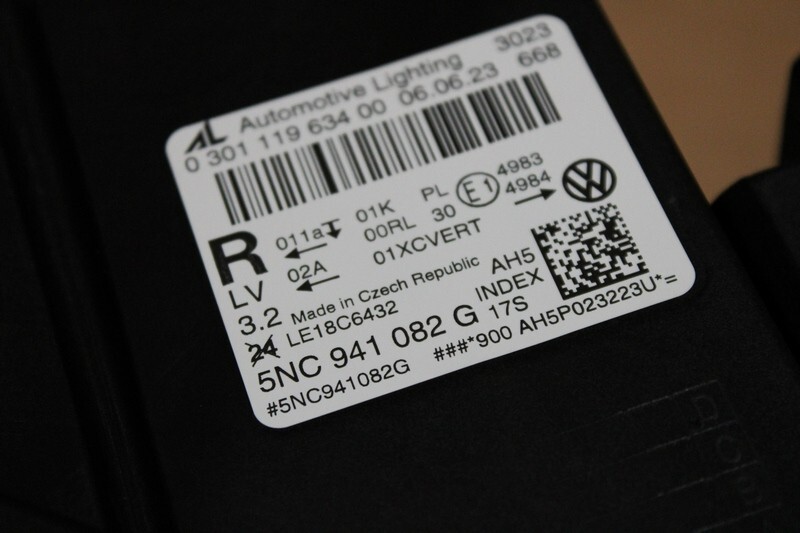 AL Automotive Lighting 3023
0 301 119 634 00 06.06.23 668
R 011aT 01K PL E1 4983
00RL 30 4984
02A 01XCVERT
LV
3.2 Made in Czech Republic AH5
24 LE18C6432 INDEX
5NC 941 082 G 17S
#5NC941082G ###*900 AH5P023223U*=
D
C